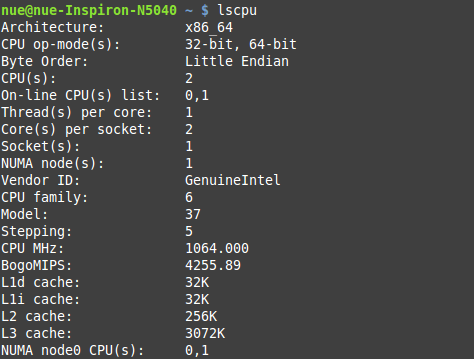 nue@nue-Inspiron-N5040 ~ $ lscpu
Architecture:          x86_64
CPU op-mode(s):        32-bit, 64-bit
Byte Order:            Little Endian
CPU(s):                2
On-line CPU(s) list:   0,1
Thread(s) per core:    1
Core(s) per socket:    2
Socket(s):             1
NUMA node(s):          1
Vendor ID:             GenuineIntel
CPU family:            6
Model:                 37
Stepping:              5
CPU MHz:               1064.000
BogoMIPS:              4255.89
L1d cache:             32K
L1i cache:             32K
L2 cache:              256K
L3 cache:              3072K
NUMA node0 CPU(s):     0,1